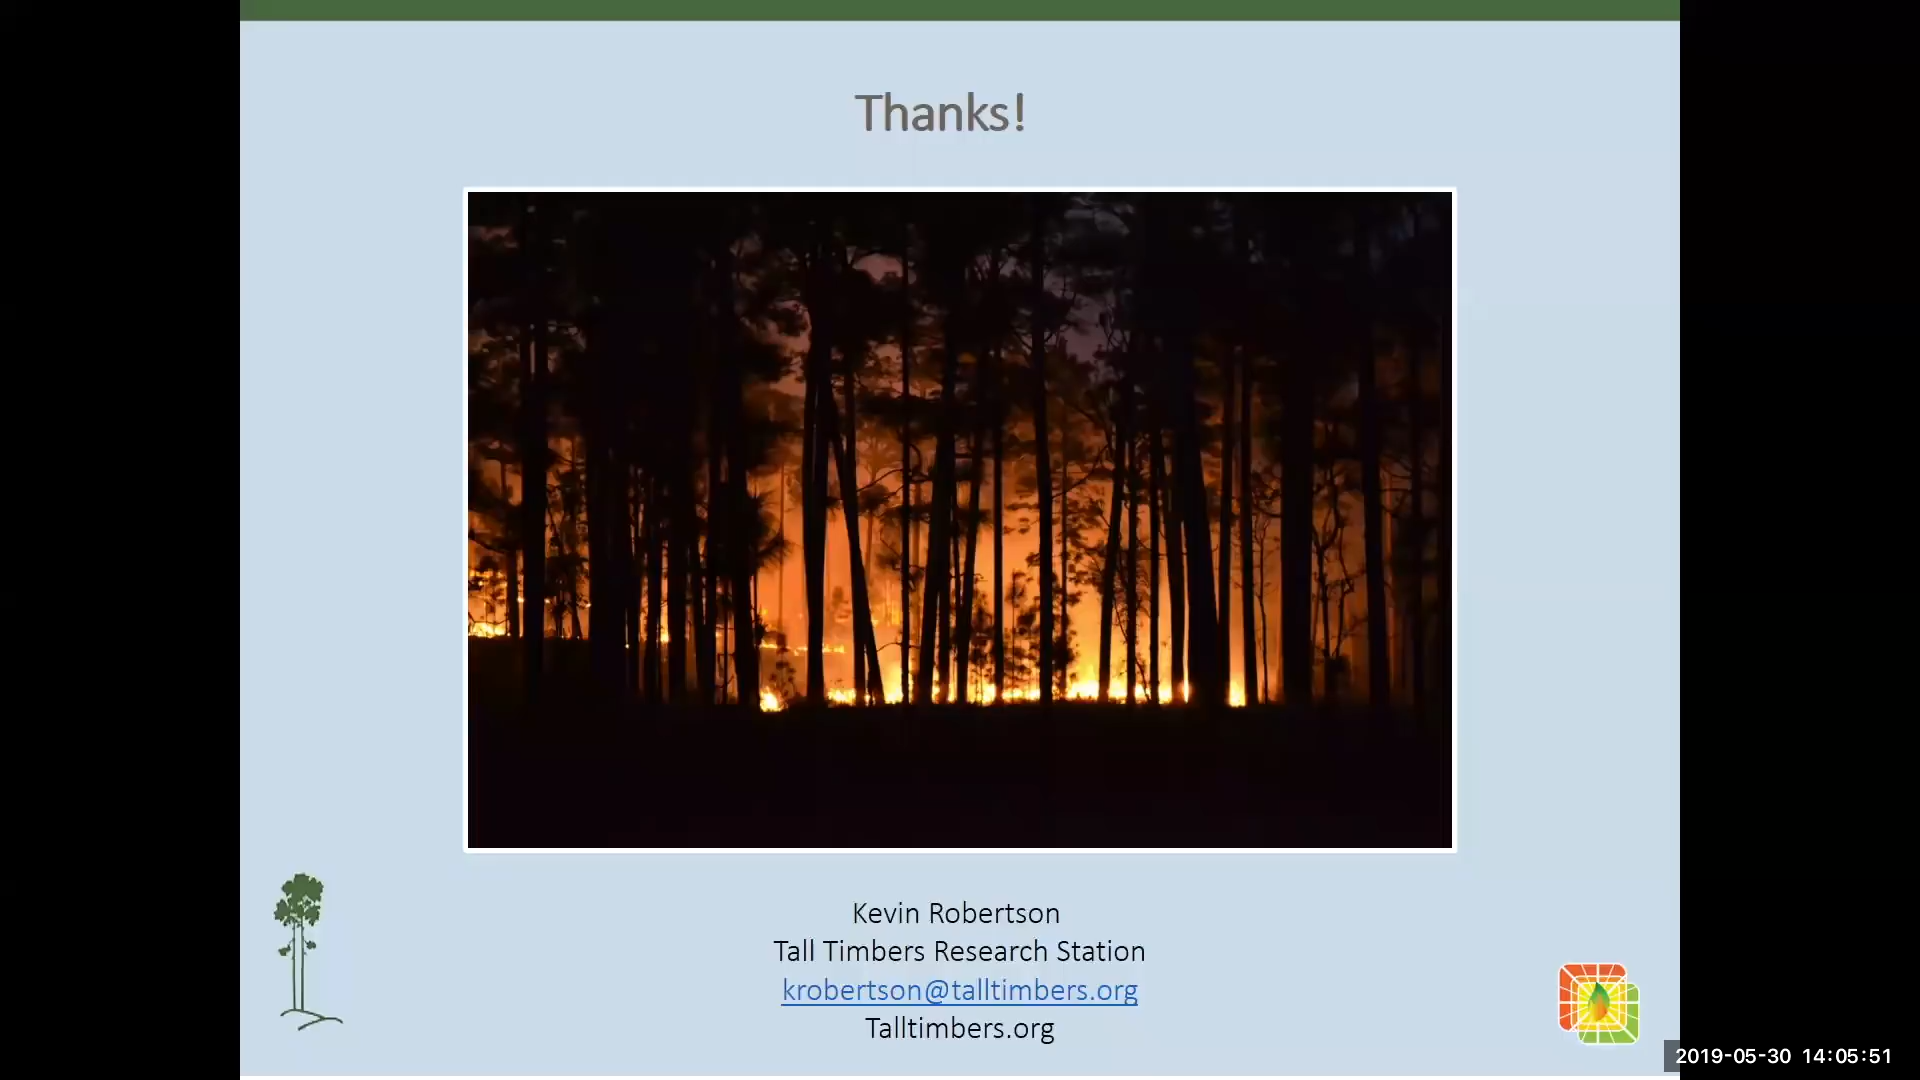 Thanks!
Kevin Robertson
Tall Timbers Research Station
krobertson@talltimbers.org
Talltimbers.org
2019-05-30 14:05:51